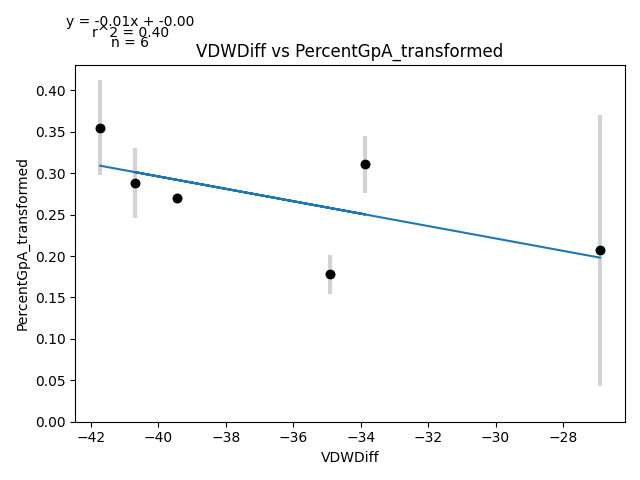 y = -0.01x + -0.00
r^2 = 0.40
n = 6
VDWDiff vs PercentGpA_transformed
PercentGpA_transformed
0.40
0.35
0.30
0.25
0.20
0.15
0.10
0.05
0.00
−42 −40 −38 −36 −34 −32 −30 −28
VDWDiff